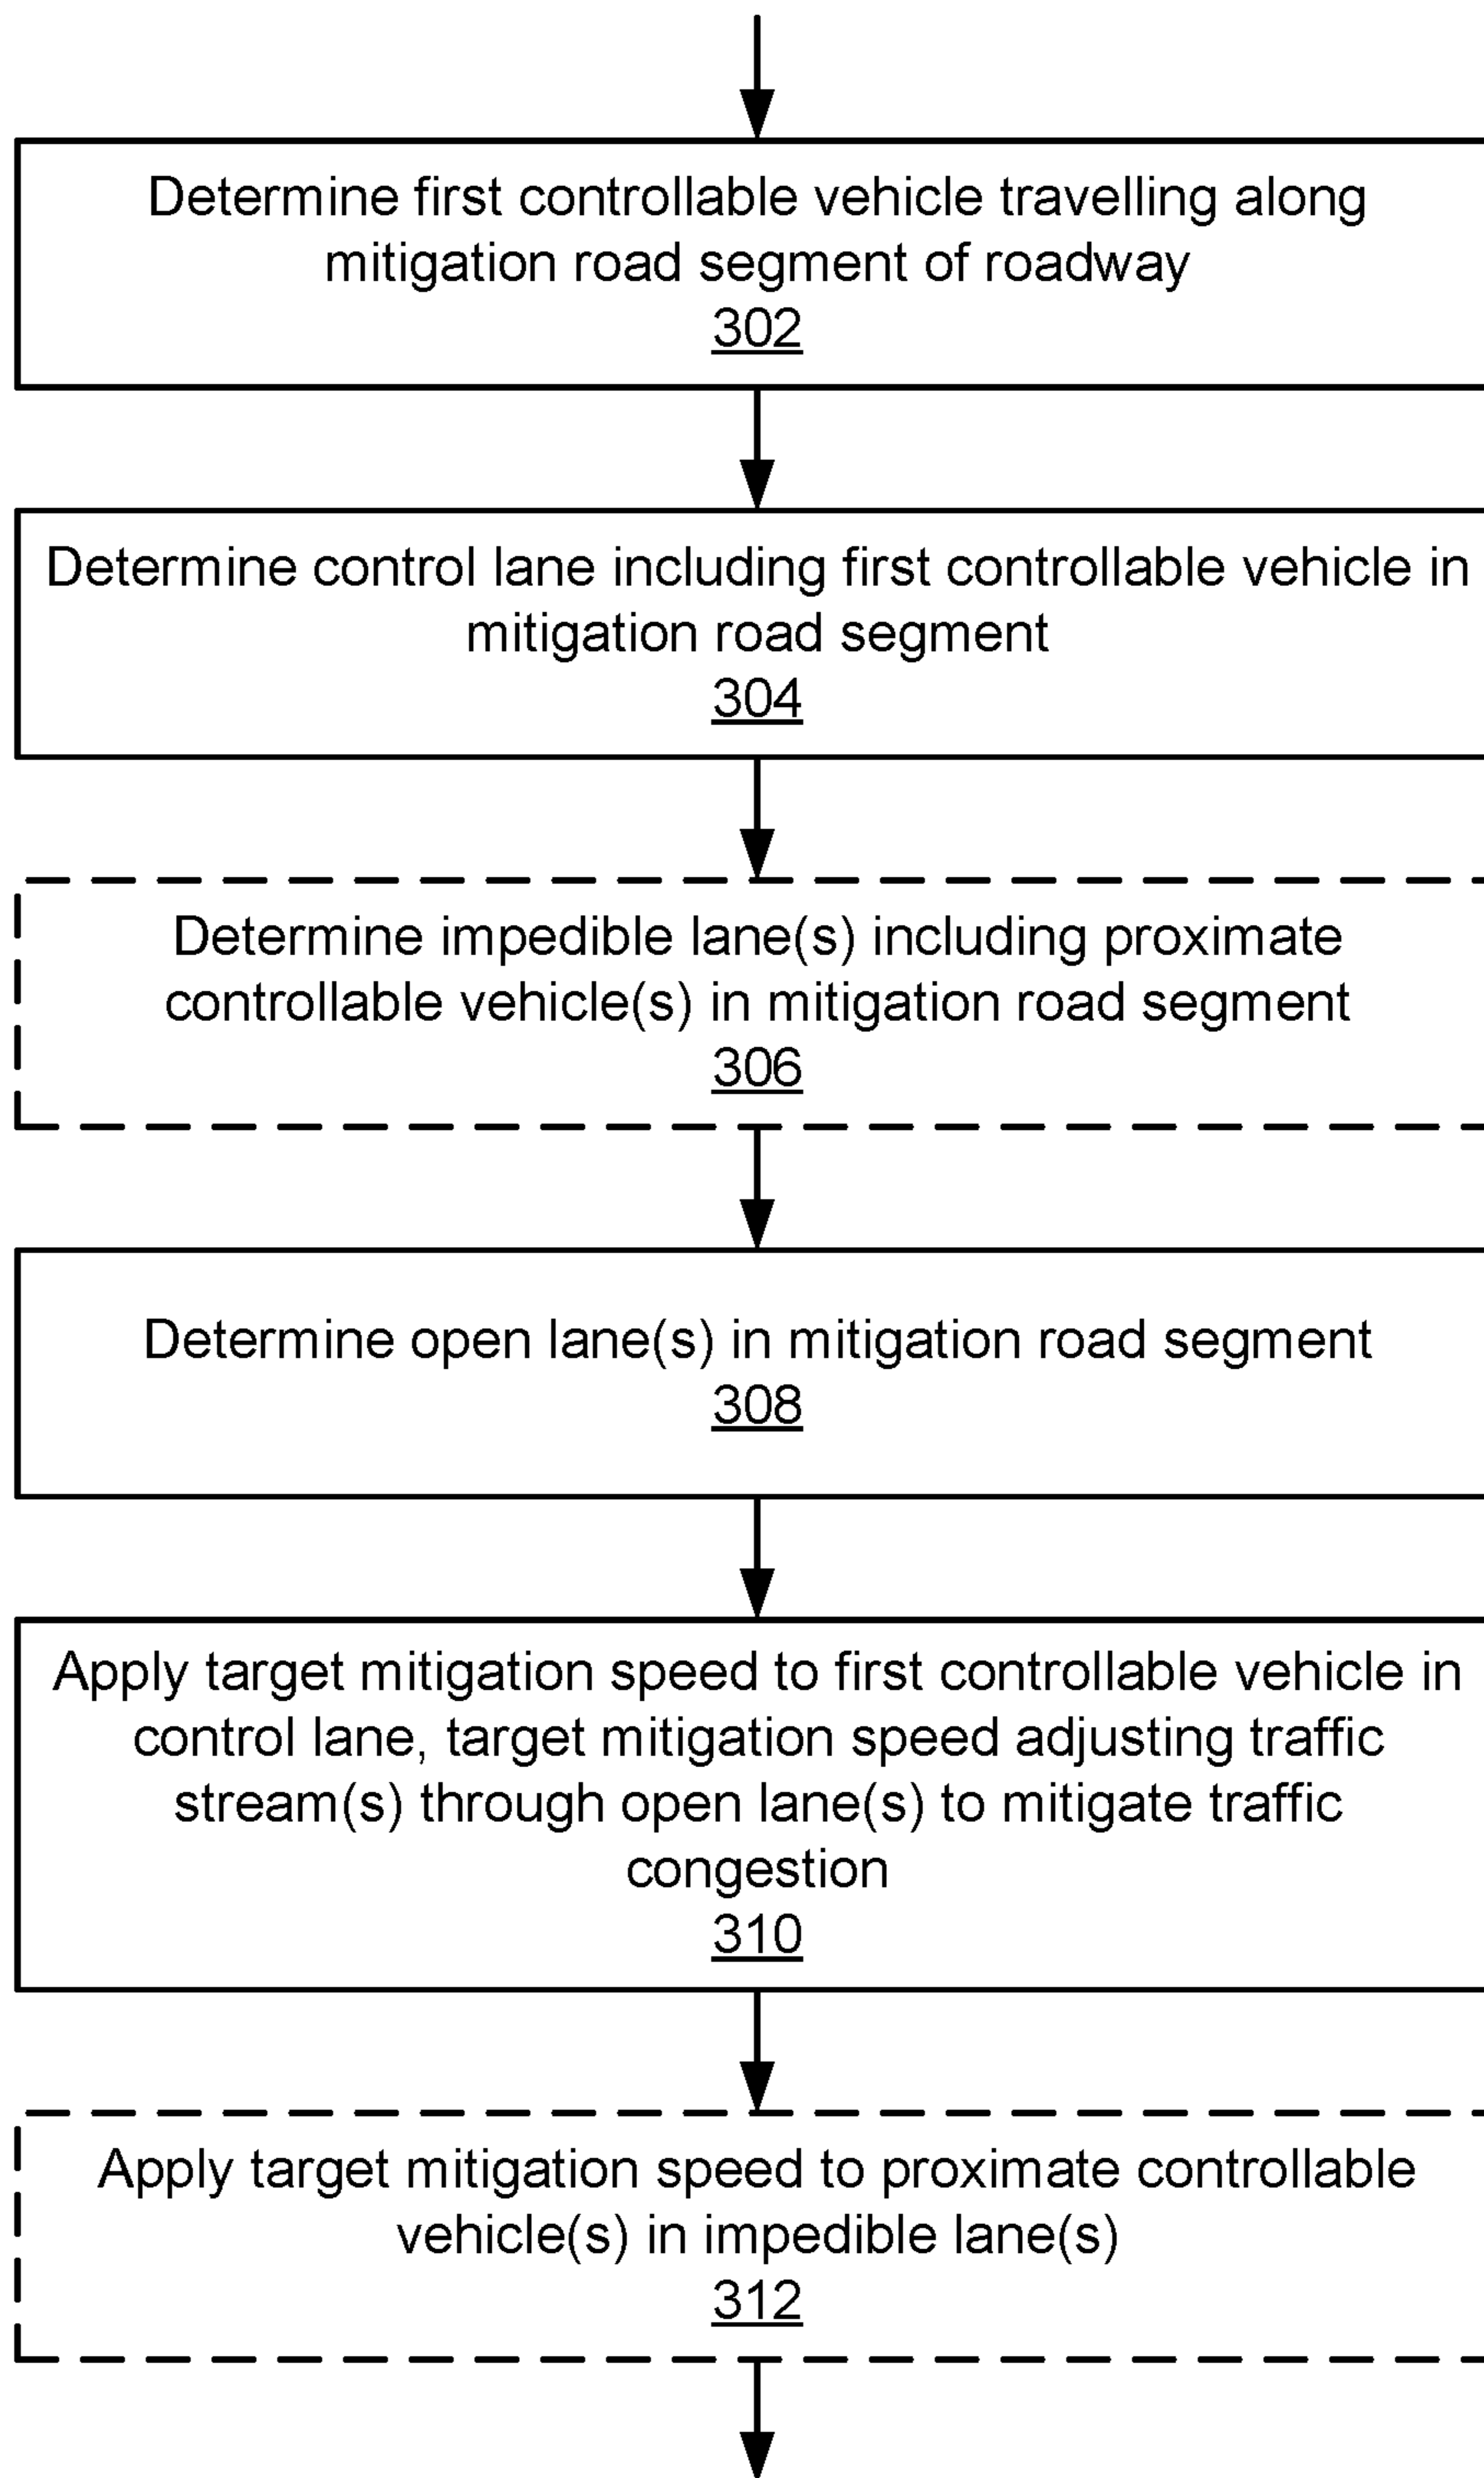 Determine first controllable vehicle travelling along
mitigation road segment of roadway
302
Determine control lane including first controllable vehicle in
mitigation road segment
304
Determine impedible lane(s) including proximate
controllable vehicle(s) in mitigation road segment
306
Determine open lane(s) in mitigation road segment
308
Apply target mitigation speed to first controllable vehicle in
control lane, target mitigation speed adjusting traffic
stream(s) through open lane(s) to mitigate traffic
congestion
310
Apply target mitigation speed to proximate controllable
vehicle(s) in impedible lane(s)
312